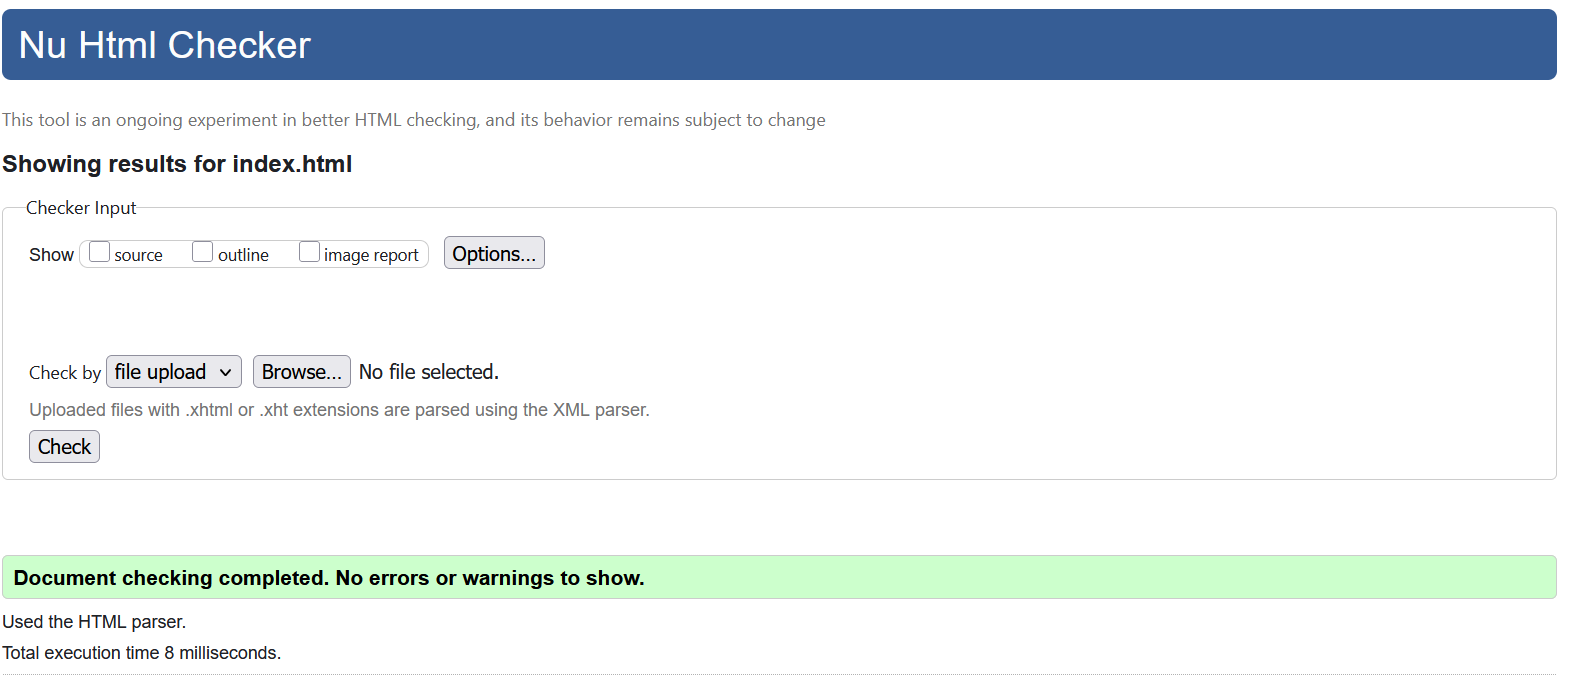 Nu Html Checker
This tool is an ongoing experiment in better HTML checking, and its behavior remains subject to change
Showing results for index.html
Checker Input
Show source outline image report Options...
Check by file upload Browse... No file selected.
Uploaded files with .xhtml or .xht extensions are parsed using the XML parser.
Check
Document checking completed. No errors or warnings to show.
Used the HTML parser.
Total execution time 8 milliseconds.